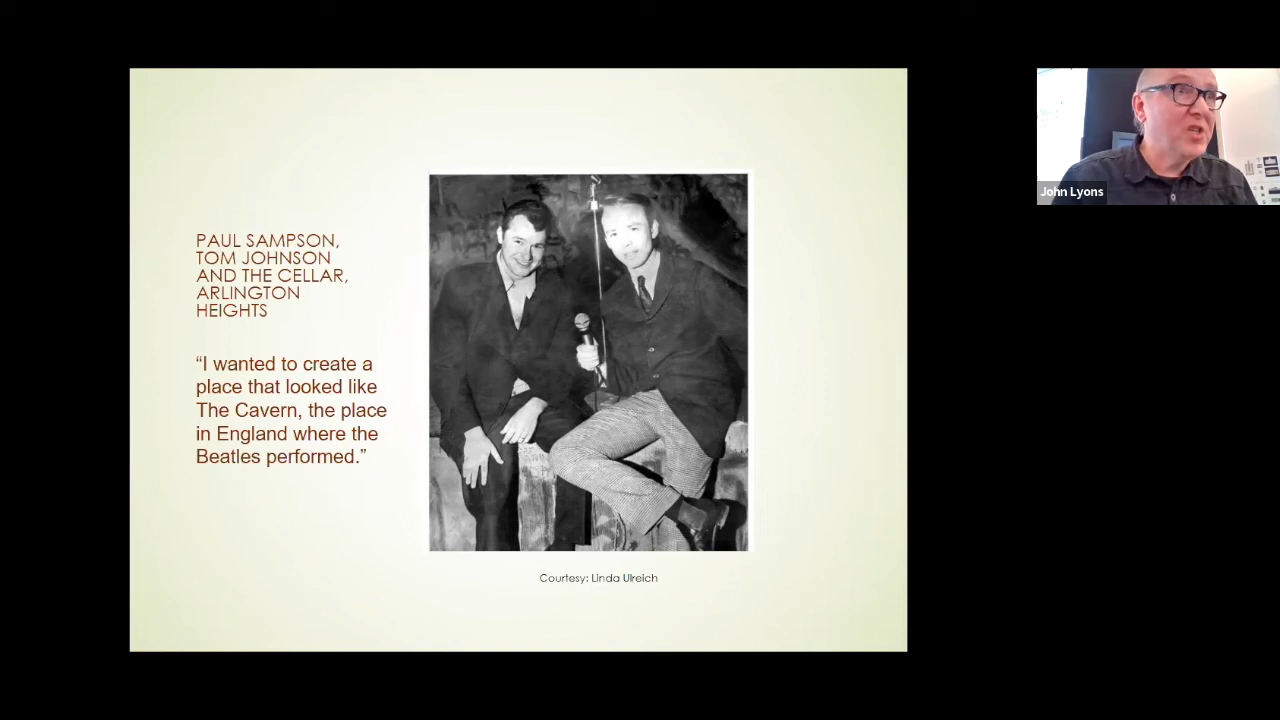 PAUL SAMPSON,
TOM JOHNSON
AND THE CELLAR,
ARLINGTON
HEIGHTS
“I wanted to create a
place that looked like
The Cavern, the place
in England where the
Beatles performed.”
Courtesy: Linda Ulreich
John Lyons